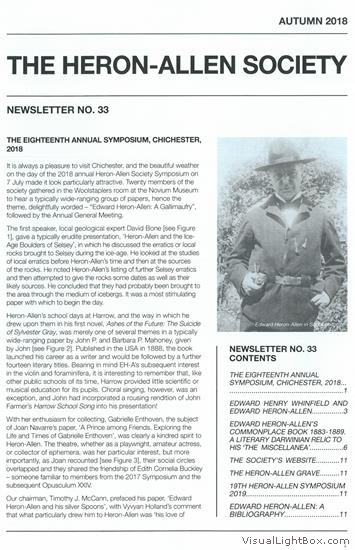 AUTUMN 2018
THE HERON-ALLEN SOCIETY
NEWSLETTER NO. 33
THE EIGHTEENTH ANNUAL SYMPOSIUM, CHICHESTER,
2018
It is always a pleasure to visit Chichester, and the beautiful weather
on the day of the 2018 annual Heron-Allen Society Symposium on
7 July made it look particularly attractive. Twenty members of the
society gathered in the Woolstaplers room at the Novium Museum
to hear a typically wide-ranging group of papers, hence the
theme, delightfully worded – "Edward Heron-Allen: A Gallimaufry",
followed by the Annual General Meeting.
The first speaker, local geological expert David Bone [see Figure
1], gave a typically erudite presentation, 'Heron-Allen and the Ice-
Age Boulders of Selsey', in which he discussed the erratics or local
rocks brought to Selsey during the ice-age. He looked at the studies
of local erratics before Heron-Allen's time and then at the sources
of the rocks. He noted Heron-Allen's listing of further Selsey erratics
and then attempted to give the rocks some dates as well as their
likely sources. He concluded that they had probably been brought to
the area through the medium of icebergs. It was a most stimulating
paper with which to begin the day.
Heron-Allen's school days at Harrow, and the way in which he
drew upon them in his first novel, Ashes of the Future: The Suicide
of Sylvester Gray, was merely one of several themes in a typically
wide-ranging paper by John P. and Barbara P. Mahoney, given
by John [see Figure 2]. Published in the USA in 1888, the book
launched his career as a writer and would be followed by a further
fourteen literary titles. Bearing in mind EH-A's subsequent interest
in the violin and foraminifera, it is interesting to remember that, like
other public schools of its time, Harrow provided little scientific or
musical education for its pupils. Choral singing, however, was an
exception, and John had incorporated a rousing rendition of John
Farmer's Harrow School Song into his presentation!
With her enthusiasm for collecting, Gabrielle Enthoven, the subject
of Joan Navarre's paper, 'A Prince among Friends. Exploring the
Life and Times of Gabrielle Enthoven', was clearly a kindred spirit to
Heron-Allen. The theatre, whether as a playwright, amateur actress,
or collector of ephemera, was her particular interest, but more
importantly, as Joan recounted [see Figure 3], their social circles
overlapped and they shared the friendship of Edith Cornelia Buckley
– someone familiar to members from the 2017 Symposium and the
subsequent Opusculum XXIV.
Our chairman, Timothy J. McCann, prefaced his paper, 'Edward
Heron-Allen and his silver Spoons', with Vyvyan Holland's comment
that what particularly drew him to Heron-Allen was 'his love of
Edward Heron-Allen in
NEWSLETTER NO. 33
CONTENTS
THE EIGHTEENTH ANNUAL
SYMPOSIUM, CHICHESTER, 2018...
1
EDWARD HENRY WHINFIELD AND
EDWARD HERON-ALLEN...............3
EDWARD HERON-ALLEN'S
COMMONPLACE BOOK 1883-1889.
A LITERARY DARWINIAN RELIC TO
HIS 'THE MISCELLANEA'...............6
THE SOCIETY'S WEBSITE............11
THE HERON-ALLEN GRAVE.........11
19TH HERON-ALLEN SYMPOSIUM
2019...............11
EDWARD HERON-ALLEN: A
BIBLIOGRAPHY...............11
VisualLightBox.com